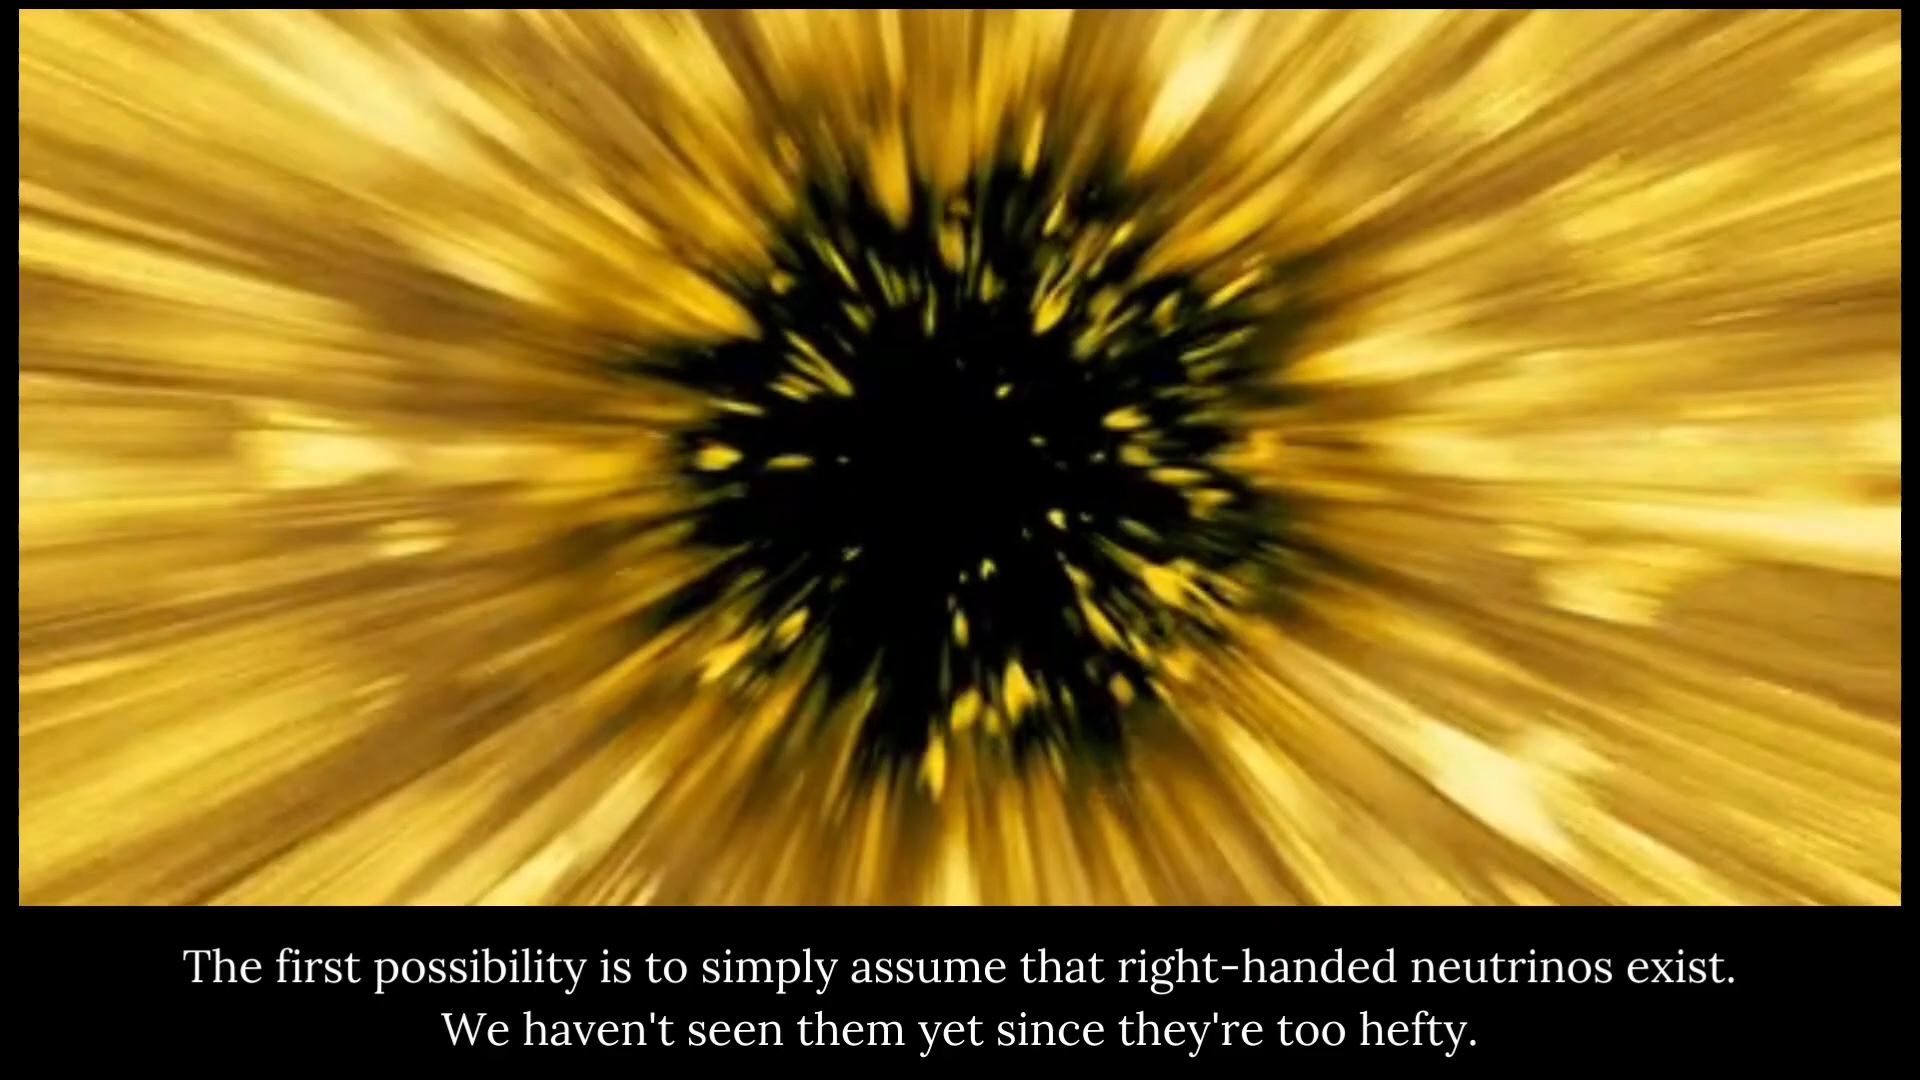 The first possibility is to simply assume that right-handed neutrinos exist.
We haven't seen them yet since they're too hefty.